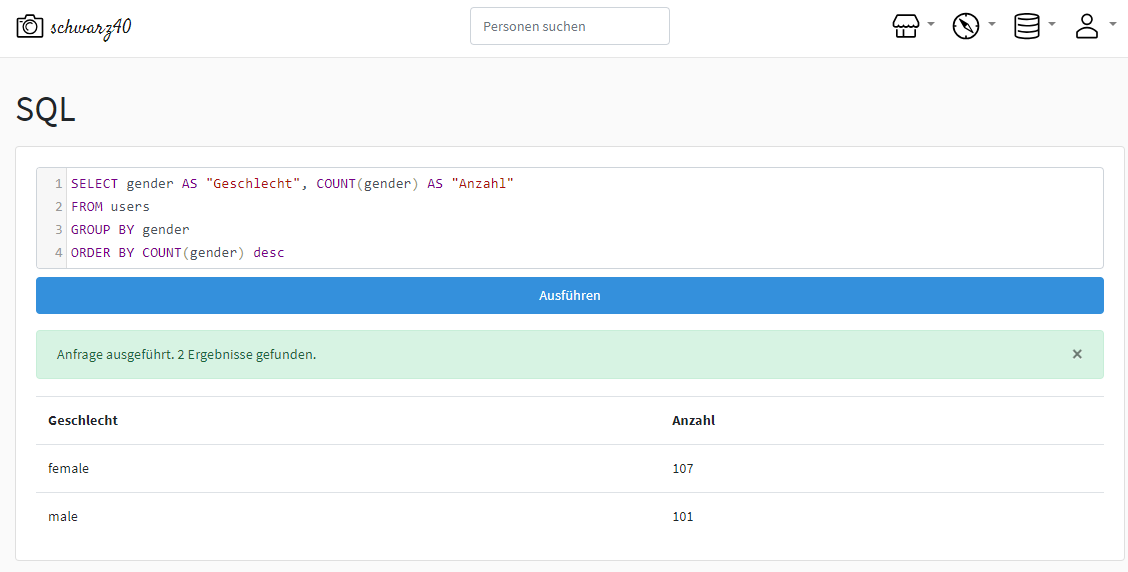 schwarz40
Personen suchen
SQL
1 SELECT gender AS "Geschlecht", COUNT(gender) AS "Anzahl"
2 FROM users
3 GROUP BY gender
4 ORDER BY COUNT(gender) desc
Ausführen
Anfrage ausgeführt. 2 Ergebnisse gefunden. ×
Geschlecht Anzahl
female 107
male 101